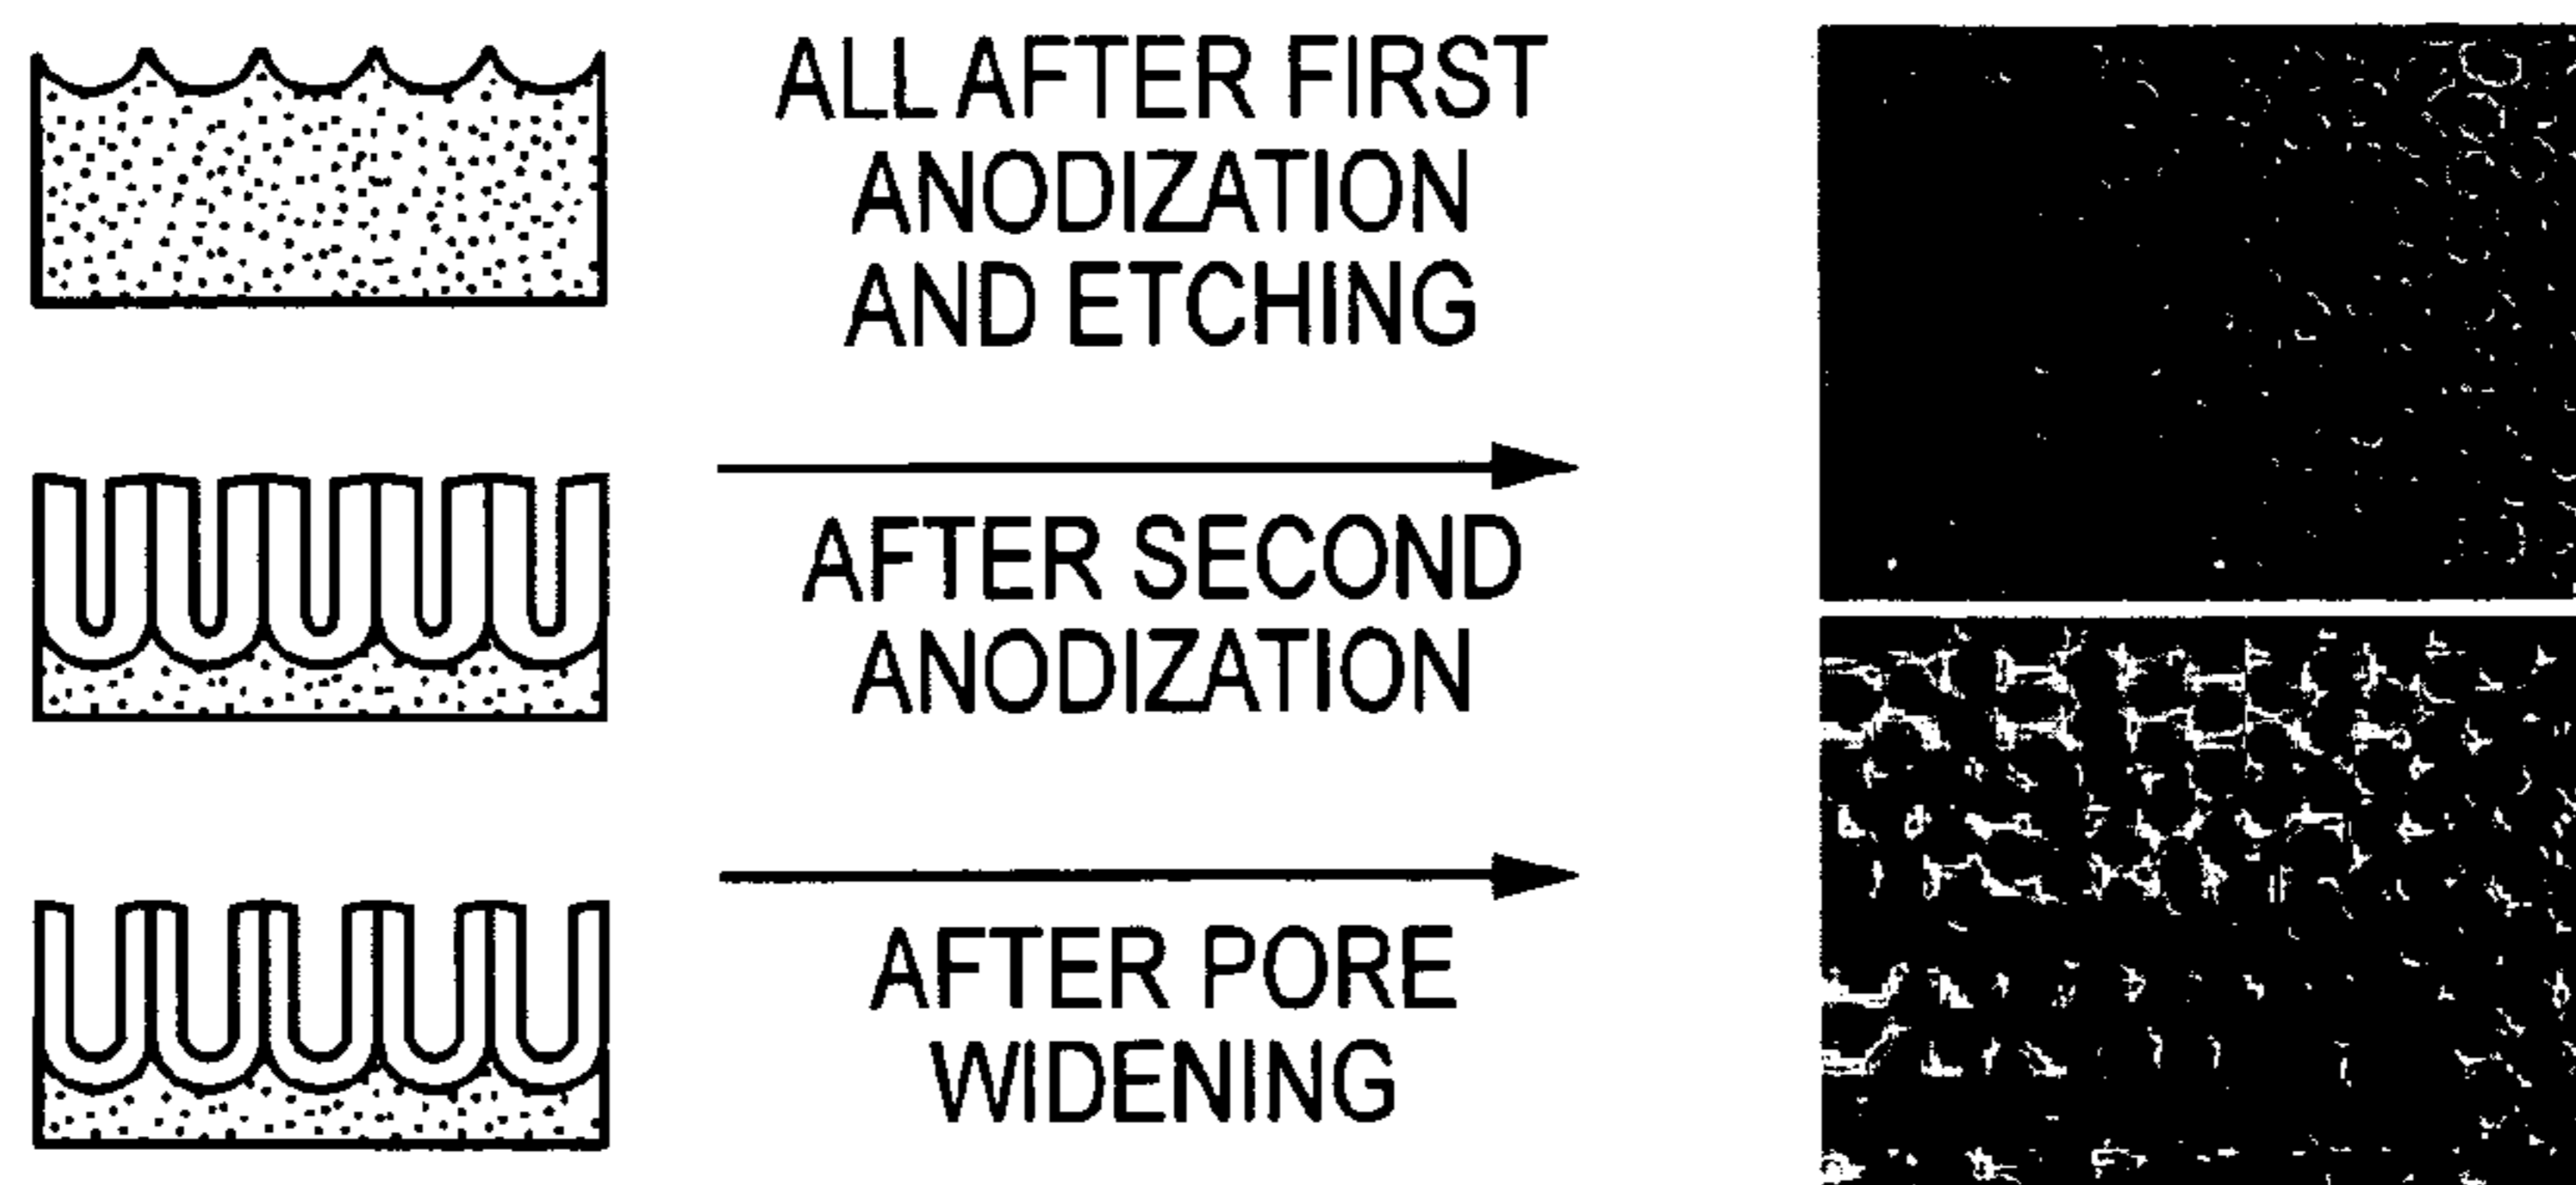 ALL AFTER FIRST
ANODIZATION
AND ETCHING
AFTER SECOND
ANODIZATION
AFTER PORE
WIDENING